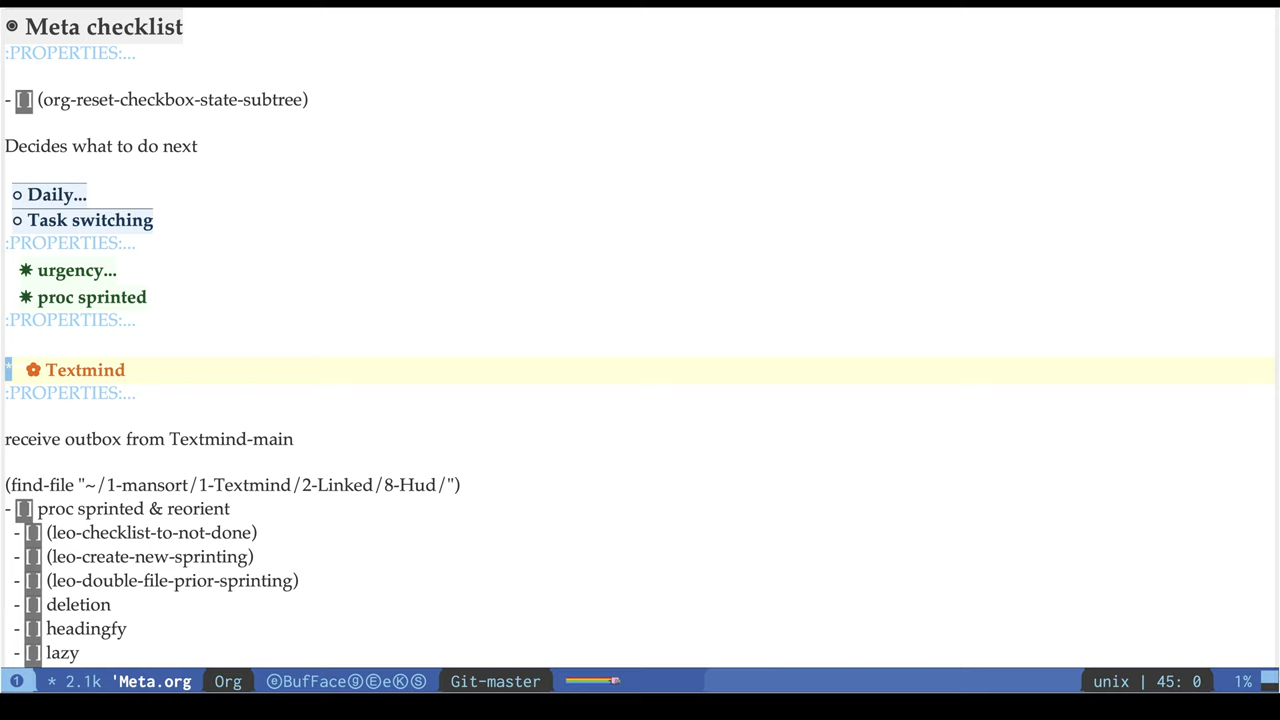 Meta checklist
:PROPERTIES:...
- [ ] (org-reset-checkbox-state-subtree)
Decides what to do next
Daily...
Task switching
:PROPERTIES:...
urgency...
proc sprinted
:PROPERTIES:...
* Textmind
:PROPERTIES:...
receive outbox from Textmind-main
(find-file "~/1-mansort/1-Textmind/2-Linked/8-Hud/")
- [ ] proc sprinted & reorient
- [ ] (leo-checklist-to-not-done)
- [ ] (leo-create-new-sprinting)
- [ ] (leo-double-file-prior-sprinting)
- [ ] deletion
- [ ] headingfy
- [ ] lazy
❶ * 2.1k 'Meta.org Org ⓔBufFaceⓖⒺeⓀⓈ Git-master unix | 45: 0 1%